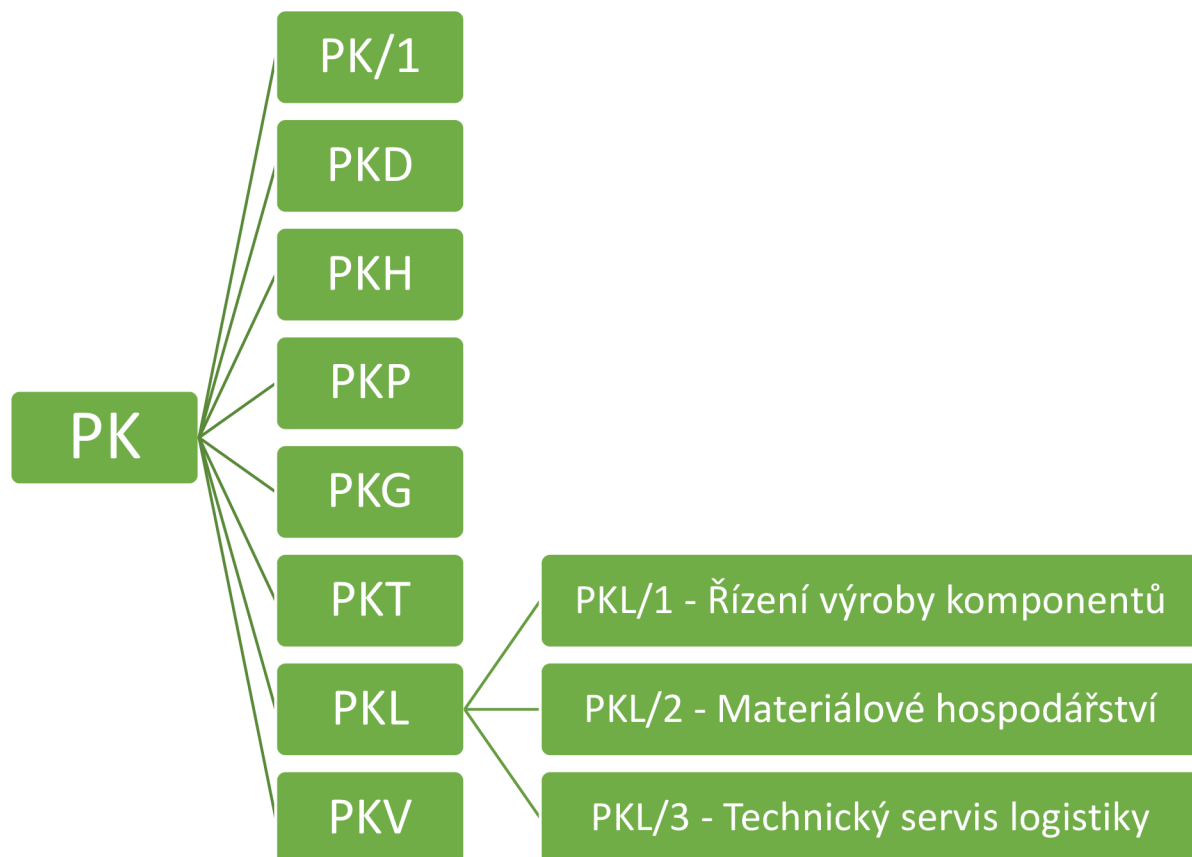 PK
PK/1
PKD
PKH
PKP
PKG
PKT
PKL
PKV
PKL/1 - Řízení výroby komponentů
PKL/2 - Materiálové hospodářství
PKL/3 - Technický servis logistiky